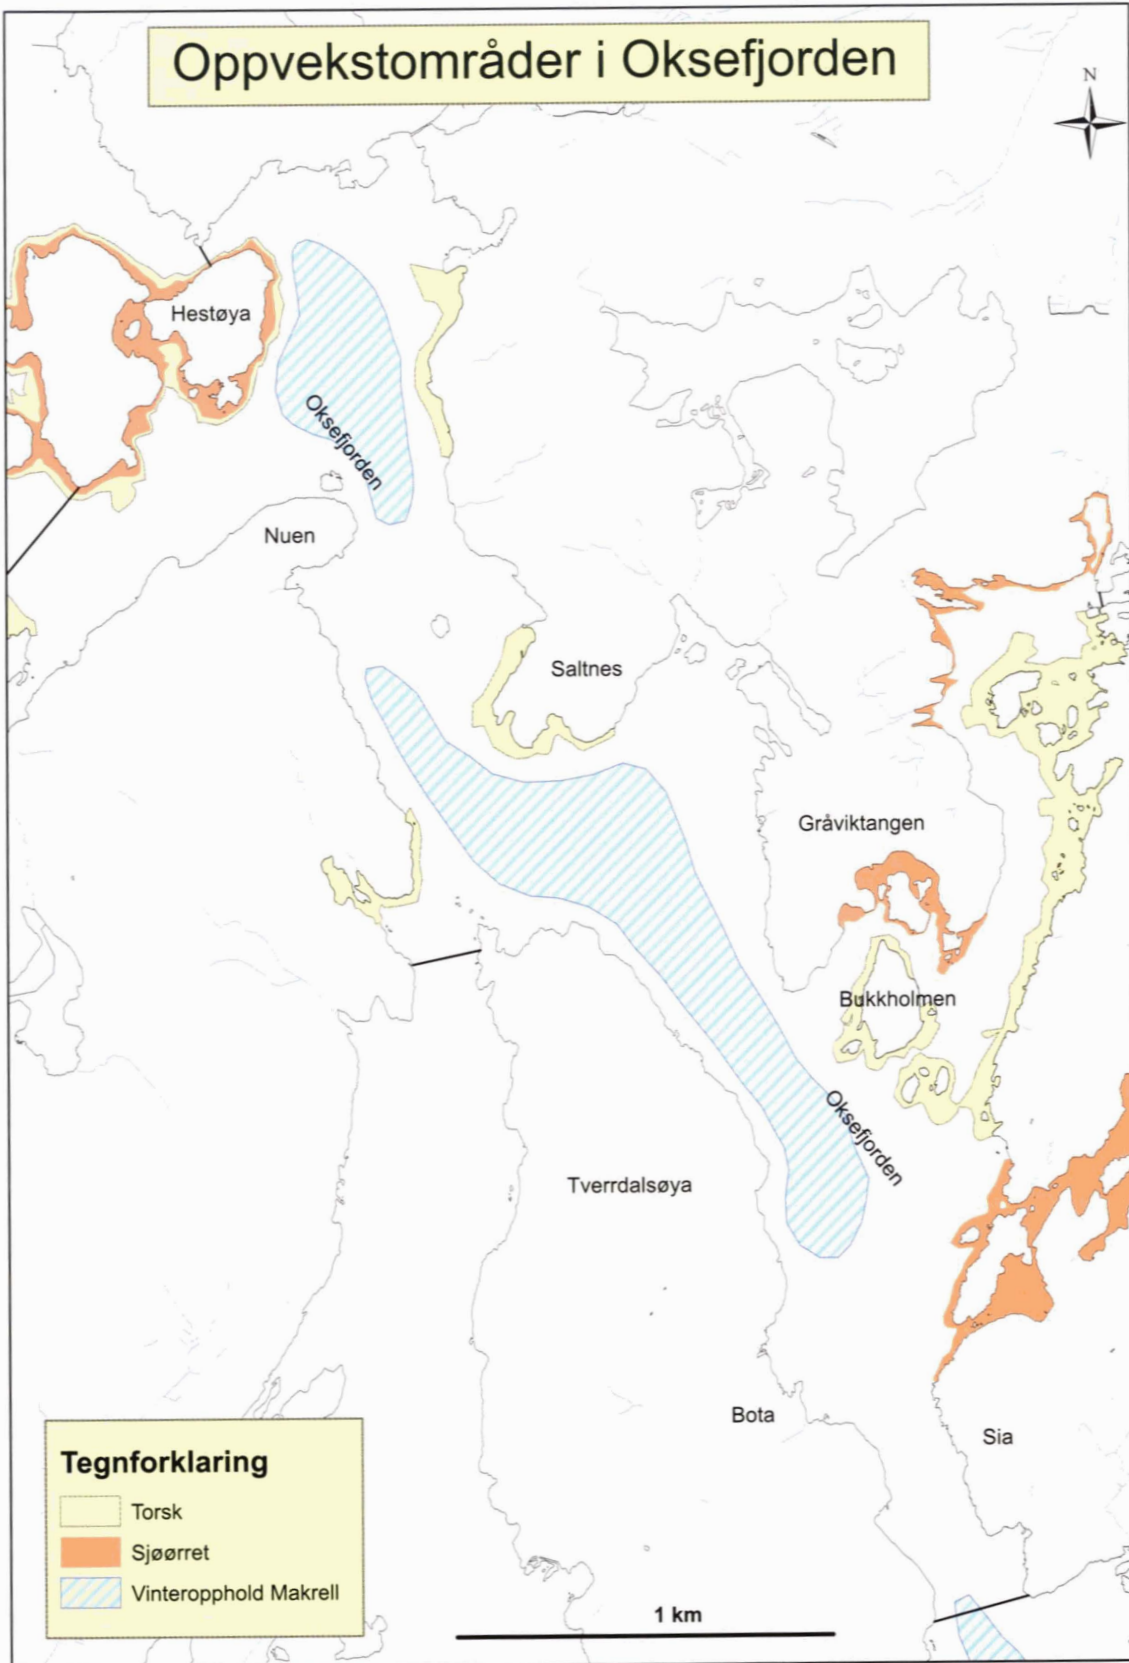 Oppvekstområder i Oksefjorden
N
Hestøya
Oksefjorden
Nuen
Saltnes
Gråviktangen
Bukkholmen
Oksefjorden
Tverrdalsøya
Bota
Sia
Tegnforklaring
Torsk
Sjøørret
Vinteropphold Makrell
1 km